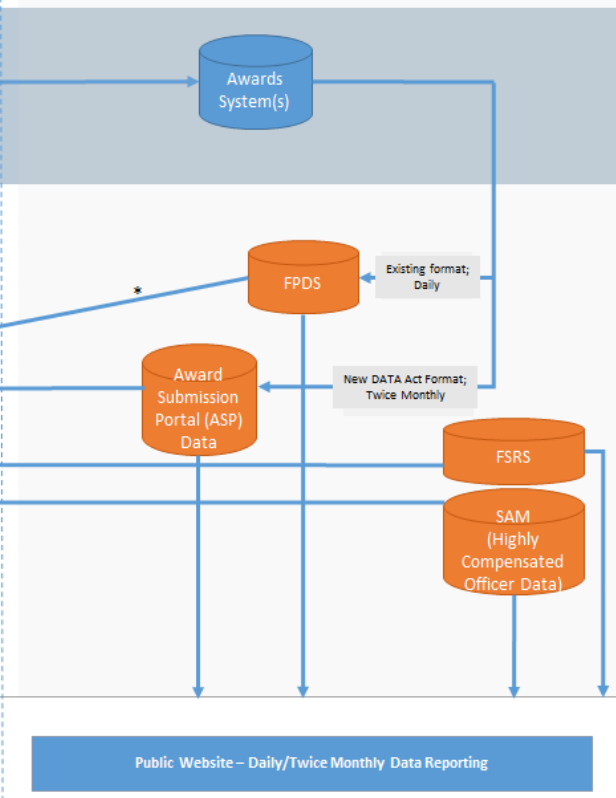 Awards
System(s)
Existing format;
Daily
*
FPDS
New DATA Act Format;
Twice Monthly
Award
Submission
Portal (ASP)
Data
FSRS
SAM
(Highly
Compensated
Officer Data)
Public Website – Daily/Twice Monthly Data Reporting